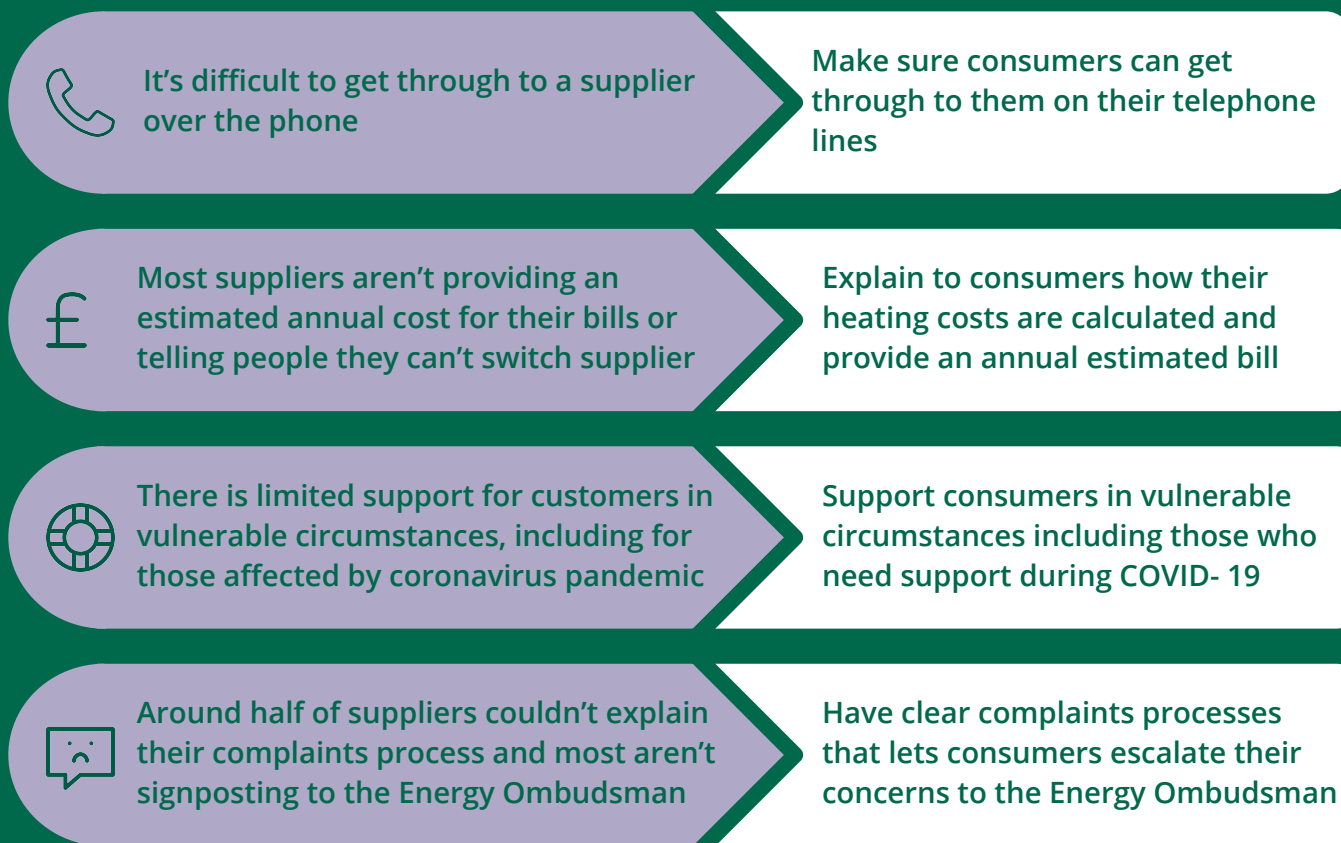 It's difficult to get through to a supplier
over the phone
Make sure consumers can get
through to them on their telephone
lines
£
Most suppliers aren't providing an
estimated annual cost for their bills or
telling people they can't switch supplier
Explain to consumers how their
heating costs are calculated and
provide an annual estimated bill
There is limited support for customers in
vulnerable circumstances, including for
those affected by coronavirus pandemic
Support consumers in vulnerable
circumstances including those who
need support during COVID- 19
Around half of suppliers couldn't explain
their complaints process and most aren't
signposting to the Energy Ombudsman
Have clear complaints processes
that lets consumers escalate their
concerns to the Energy Ombudsman